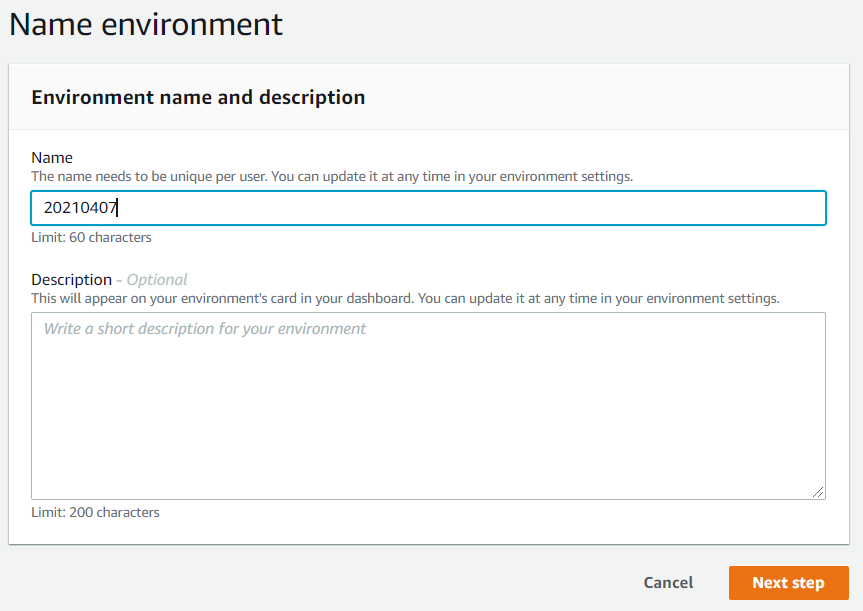 Name environment
Environment name and description
Name
The name needs to be unique per user. You can update it at any time in your environment settings.
20210407
Limit: 60 characters
Description - Optional
This will appear on your environment's card in your dashboard. You can update it at any time in your environment settings.
Write a short description for your environment
Limit: 200 characters
Cancel
Next step